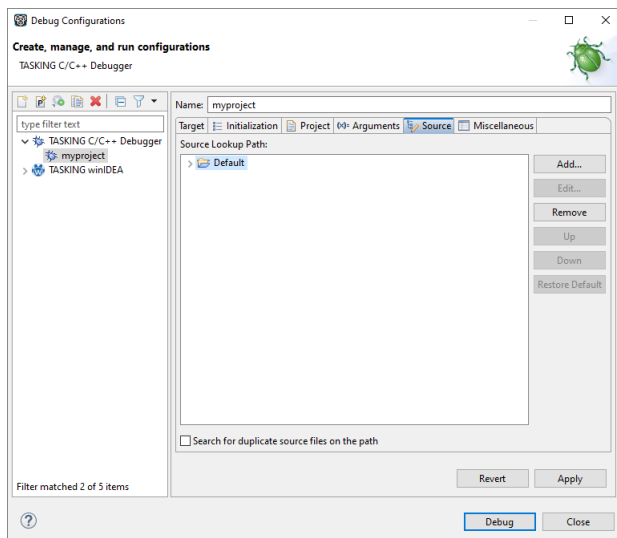 Debug Configurations
Create, manage, and run configurations
TASKING C/C++ Debugger
type filter text
TASKING C/C++ Debugger
myproject
TASKING winIDEA
Filter matched 2 of 5 items
Name: myproject
Target Initialization Project (x)= Arguments Source Miscellaneous
Source Lookup Path:
Default
Add...
Edit...
Remove
Up
Down
Restore Default
Search for duplicate source files on the path
Revert Apply
Debug Close